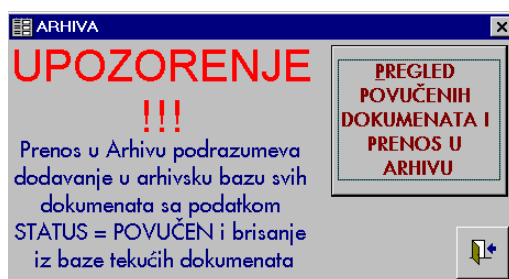 ARHIVA
UPOZORENJE
!!!
Prenos u Arhivu podrazumeva
dodavanje u arhivsku bazu svih
dokumenata sa podatkom
STATUS = POVUČEN i brisanje
iz baze tekućih dokumenata
PREGLED
POVUČENIH
DOKUMENATA I
PRENOS U
ARHIVU